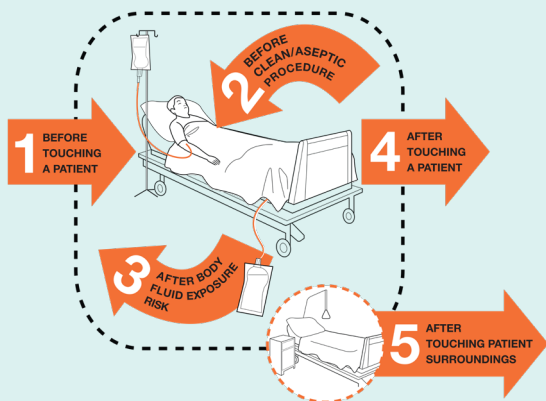 1 BEFORE
TOUCHING
A PATIENT
2 BEFORE
CLEAN/ASEPTIC
PROCEDURE
3 AFTER BODY
FLUID EXPOSURE
RISK
4 AFTER
TOUCHING
A PATIENT
5 AFTER
TOUCHING PATIENT
SURROUNDINGS